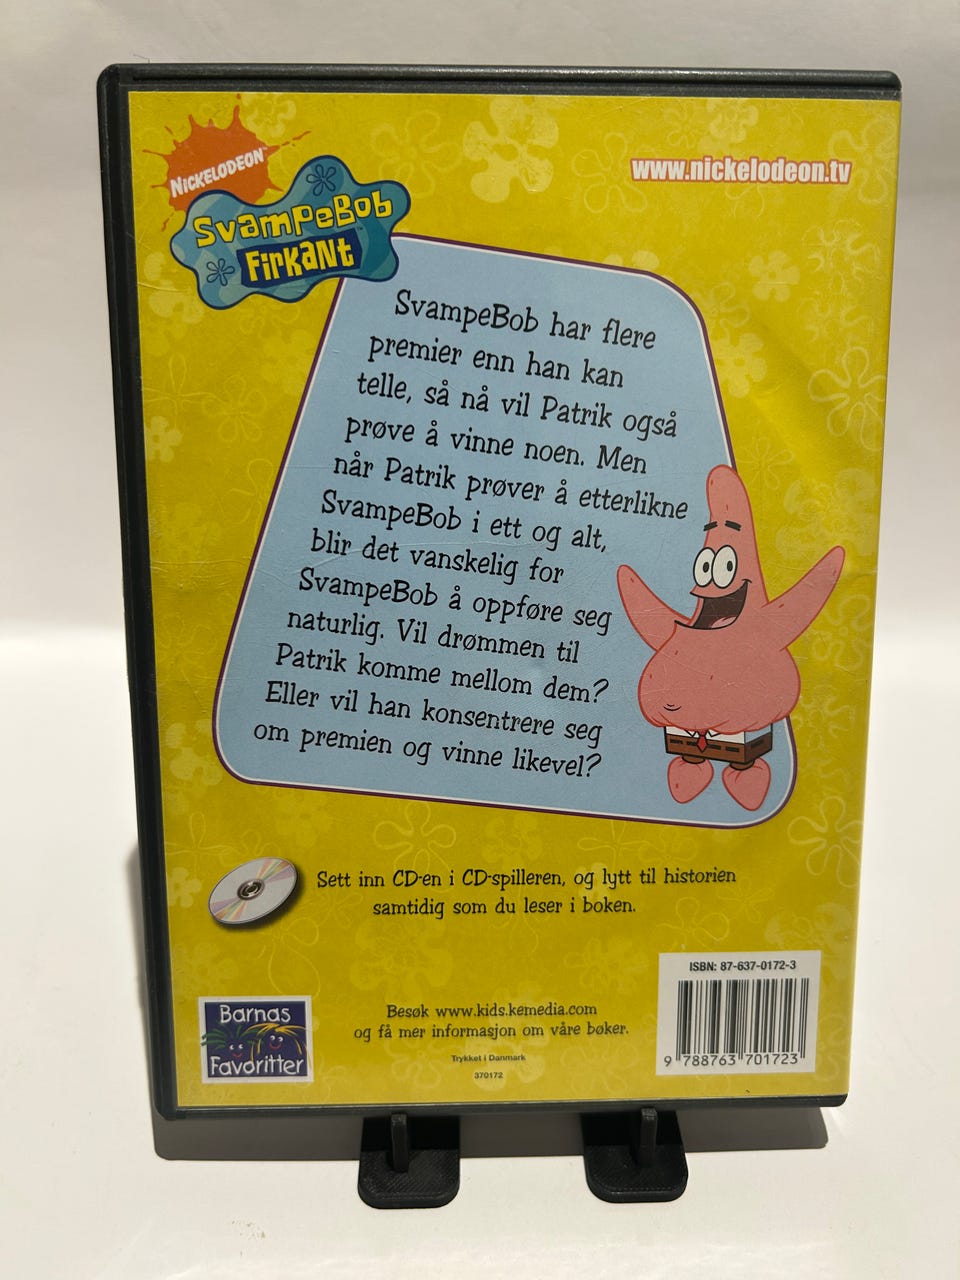 NICKELODEON
SvampeBob
FirKaNt™
www.nickelodeon.tv
SvampeBob har flere
premier enn han kan
telle, så nå vil Patrik også
prøve å vinne noen. Men
når Patrik prøver å etterlikne
SvampeBob i ett og alt,
blir det vanskelig for
SvampeBob å oppføre seg
naturlig. Vil drømmen til
Patrik komme mellom dem?
Eller vil han konsentrere seg
om premien og vinne likevel?
Sett inn CD-en i CD-spilleren, og lytt til historien
samtidig som du leser i boken.
Barnas
Favoritter
Besøk www.kids.kemedia.com
og få mer informasjon om våre bøker.
Trykket i Danmark
370172
ISBN: 87-637-0172-3
9 788763 701723